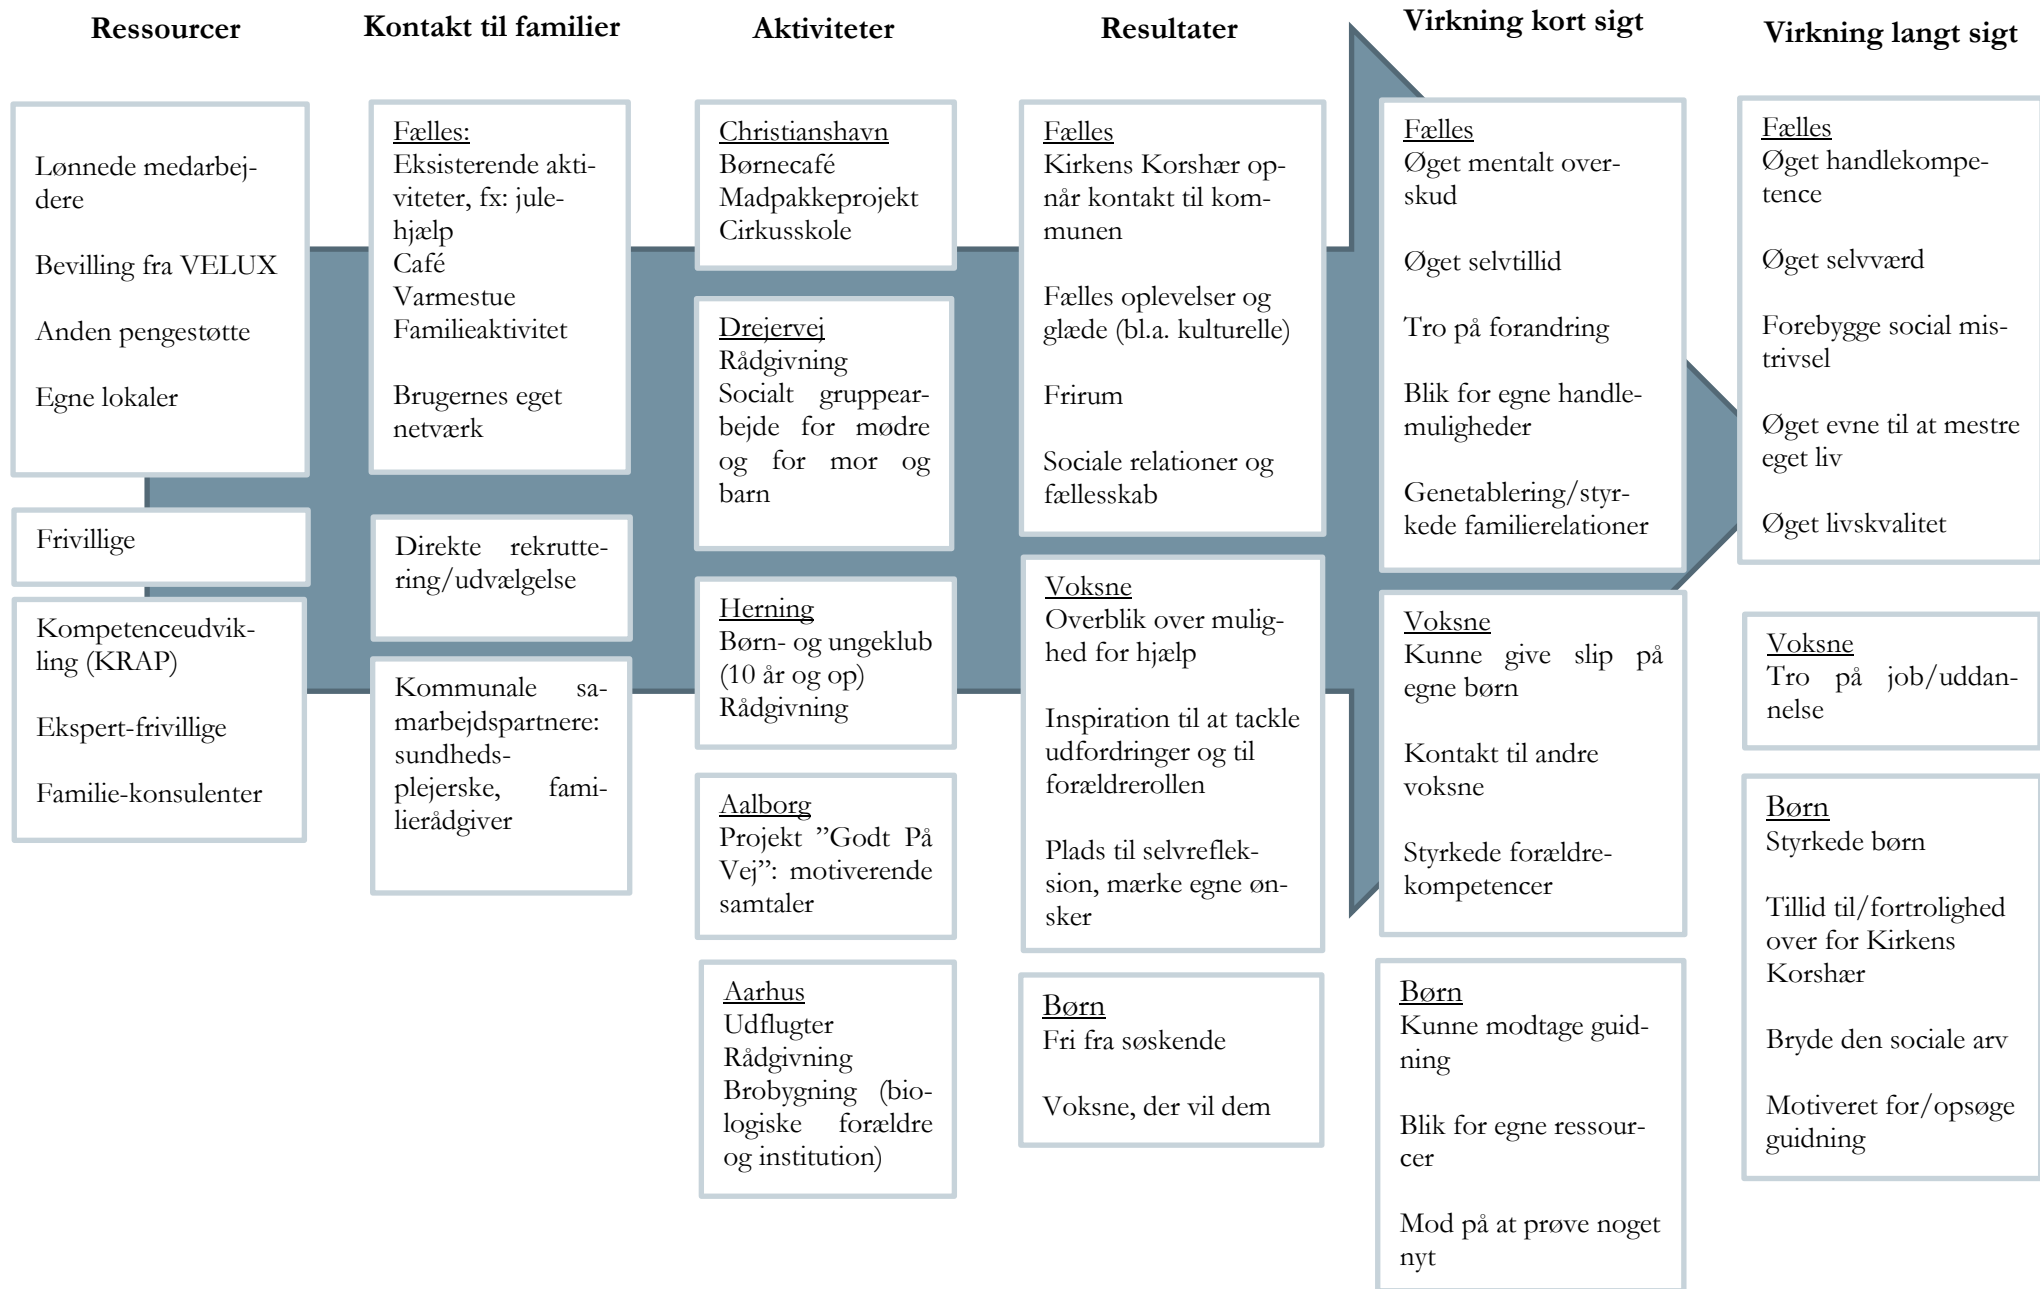 Ressourcer
Lønnede medarbej-
dere
Bevilling fra VELUX
Anden pengestøtte
Egne lokaler
Frivillige
Kompetenceudvik-
ling (KRAP)
Ekspert-frivillige
Familie-konsulenter
Kontakt til familier
Fælles:
Eksisterende akti-
viteter, fx: jule-
hjælp
Café
Varmestue
Familieaktivitet
Brugernes eget
netværk
Direkte rekrutte-
ring/udvælgelse
Kommunale sa-
marbejdspartnere:
sundheds-
plejerske, fami-
lierådgiver
Aktiviteter
Christianshavn
Børnecafé
Madpakkeprojekt
Cirkusskole
Drejervej
Rådgivning
Socialt gruppear-
bejde for mødre
og for mor og
barn
Herning
Børn- og ungeklub
(10 år og op)
Rådgivning
Aalborg
Projekt ”Godt På
Vej”: motiverende
samtaler
Aarhus
Udflugter
Rådgivning
Brobygning (bio-
logiske forældre
og institution)
Resultater
Fælles
Kirkens Korshær op-
når kontakt til kom-
munen
Fælles oplevelser og
glæde (bl.a. kulturelle)
Frirum
Sociale relationer og
fællesskab
Voksne
Overblik over mulig-
hed for hjælp
Inspiration til at tackle
udfordringer og til
forældrerollen
Plads til selvreflek-
sion, mærke egne øn-
sker
Børn
Fri fra søskende
Voksne, der vil dem
Virkning kort sigt
Fælles
Øget mentalt over-
skud
Øget selvtillid
Tro på forandring
Blik for egne handle-
muligheder
Genetablering/styr-
kede familierelationer
Voksne
Kunne give slip på
egne børn
Kontakt til andre
voksne
Styrkede forældre-
kompetencer
Børn
Kunne modtage guid-
ning
Blik for egne ressour-
cer
Mod på at prøve noget
nyt
Virkning langt sigt
Fælles
Øget handlekompe-
tence
Øget selvværd
Forebygge social mis-
trivsel
Øget evne til at mestre
eget liv
Øget livskvalitet
Voksne
Tro på job/uddan-
nelse
Børn
Styrkede børn
Tillid til/fortrolighed
over for Kirkens
Korshær
Bryde den sociale arv
Motiveret for/opsøge
guidning